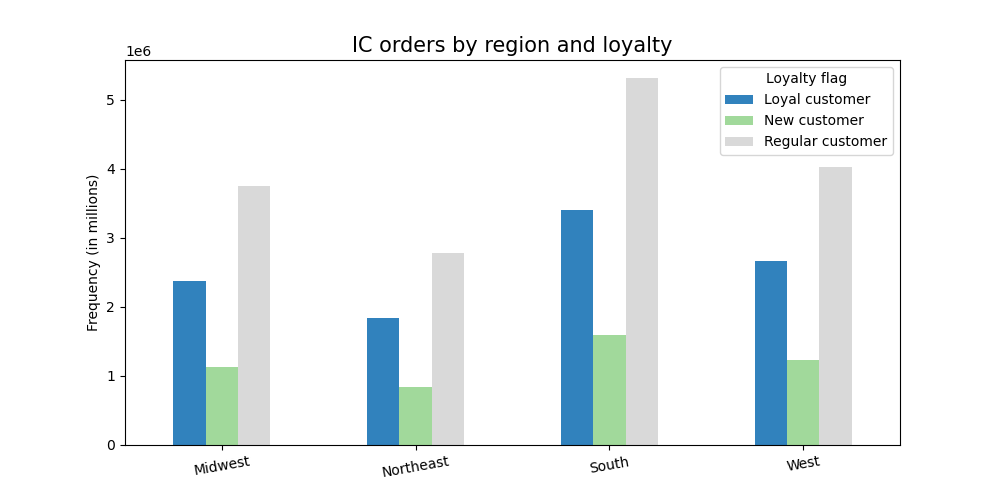 IC orders by region and loyalty
1e6
Loyalty flag
Loyal customer
New customer
Regular customer
Frequency (in millions)
5
4
3
2
1
0
Midwest
Northeast
South
West